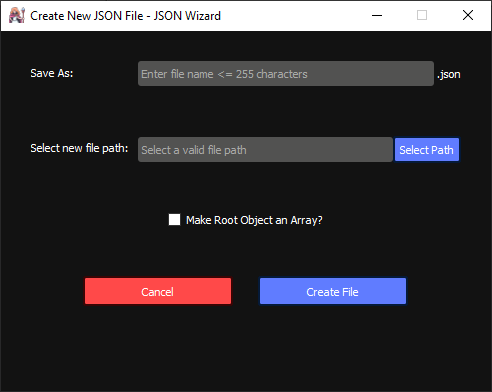 Create New JSON File - JSON Wizard
Save As: Enter file name <= 255 characters .json
Select new file path: Select a valid file path Select Path
Make Root Object an Array?
Cancel Create File